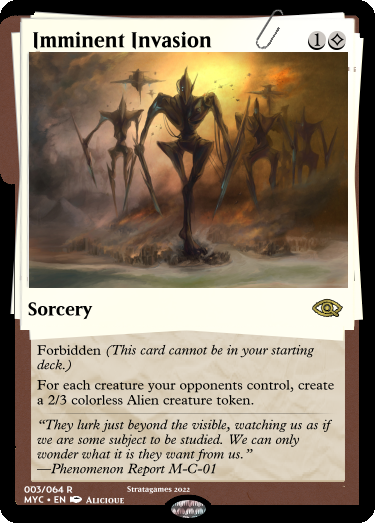 Imminent Invasion
1
Sorcery
Forbidden (This card cannot be in your starting
deck.)
For each creature your opponents control, create
a 2/3 colorless Alien creature token.
“They lurk just beyond the visible, watching us as if
we are some subject to be studied. We can only
wonder what it is they want from us.”
—Phenomenon Report M-C-01
003/064 R
Stratagames 2022
MYC • EN Alicique